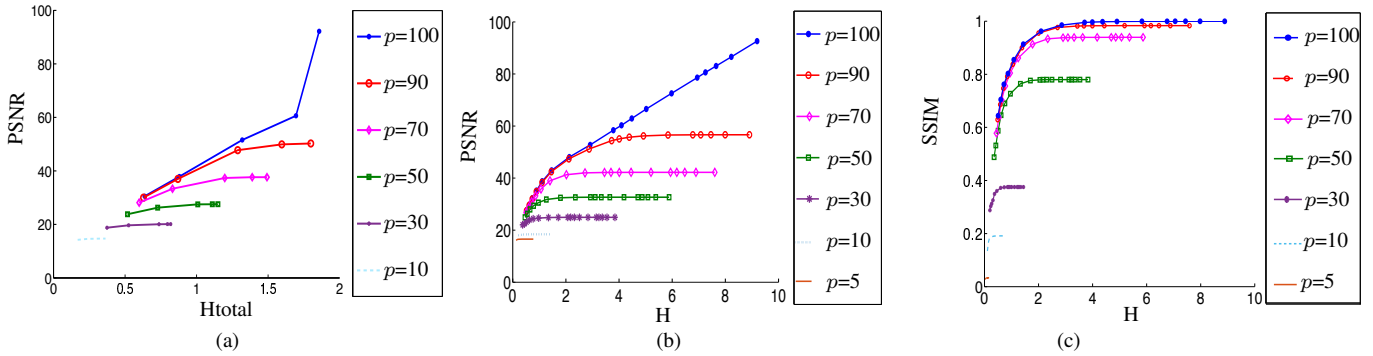 100
80
60
40
20
0
PSNR
0
0.5
1
1.5
2
Htotal
p=100
p=90
p=70
p=50
p=30
p=10
(a)
100
80
60
40
20
0
PSNR
0
2
4
6
8
10
H
p=100
p=90
p=70
p=50
p=30
p=10
p=5
(b)
1
0.8
0.6
0.4
0.2
0
SSIM
0
2
4
6
8
10
H
p=100
p=90
p=70
p=50
p=30
p=10
p=5
(c)